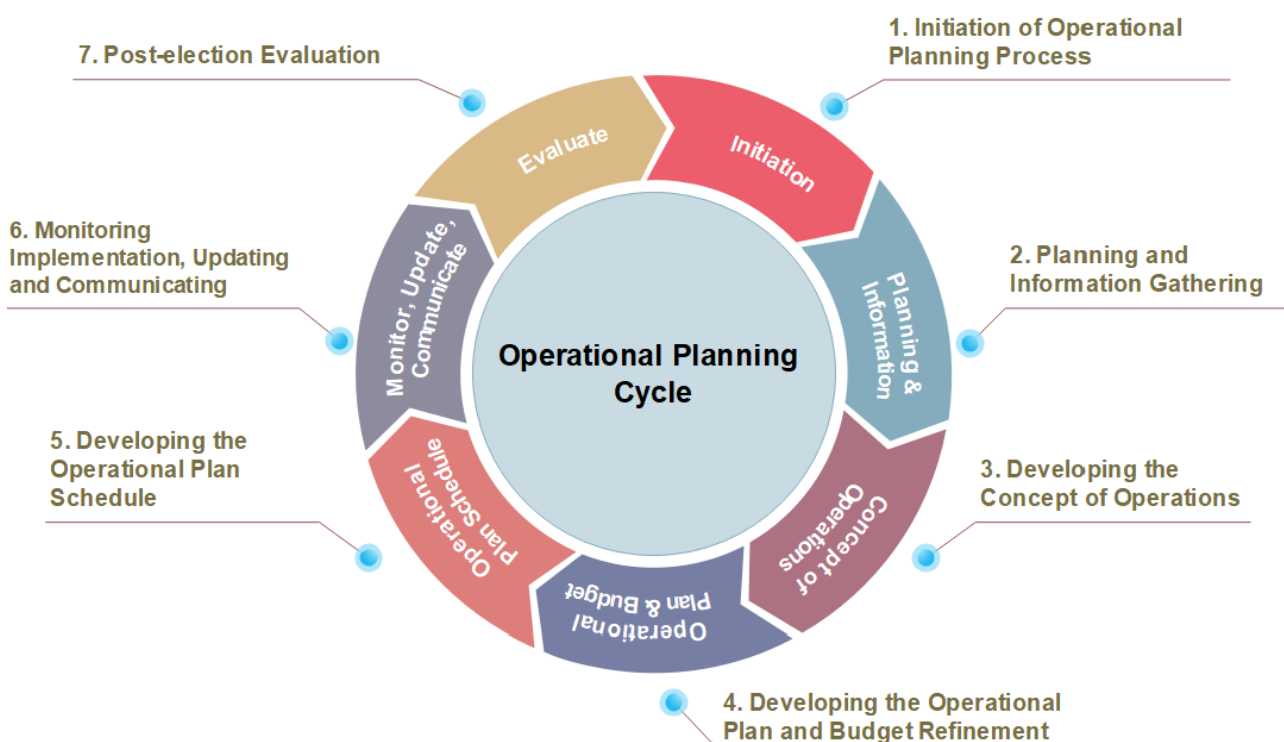 1. Initiation of Operational
Planning Process
7. Post-election Evaluation
Evaluate
Initiation
6. Monitoring
Implementation, Updating
and Communicating
Monitor, Update,
Communicate
Planning &
Information
2. Planning and
Information Gathering
Operational Planning
Cycle
5. Developing the
Operational Plan
Schedule
Operational
Plan Schedule
Concept of
Operations
3. Developing the
Concept of Operations
Operational
Plan & Budget
4. Developing the Operational
Plan and Budget Refinement